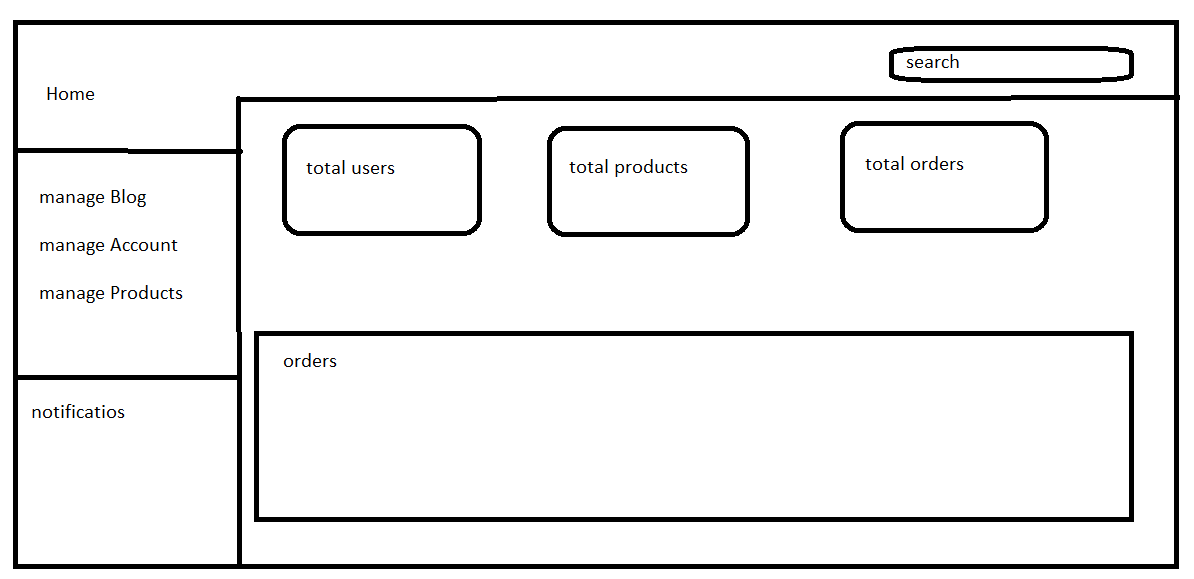 search
Home
total users
total products
total orders
manage Blog
manage Account
manage Products
orders
notificatios